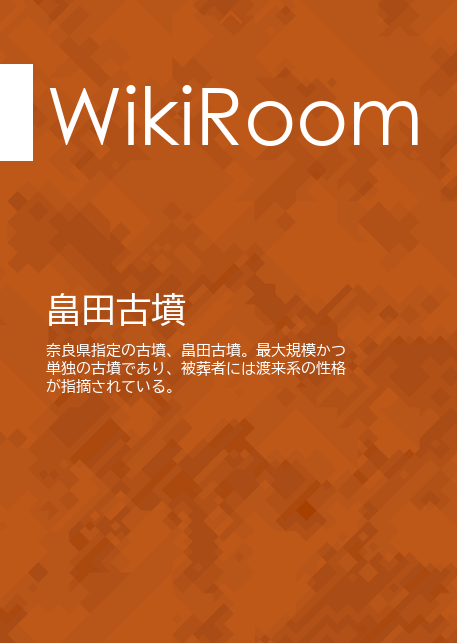 WikiRoom
畠田古墳
奈良県指定の古墳、畠田古墳。最大規模かつ
単独の古墳であり、被葬者には渡来系の性格
が指摘されている。